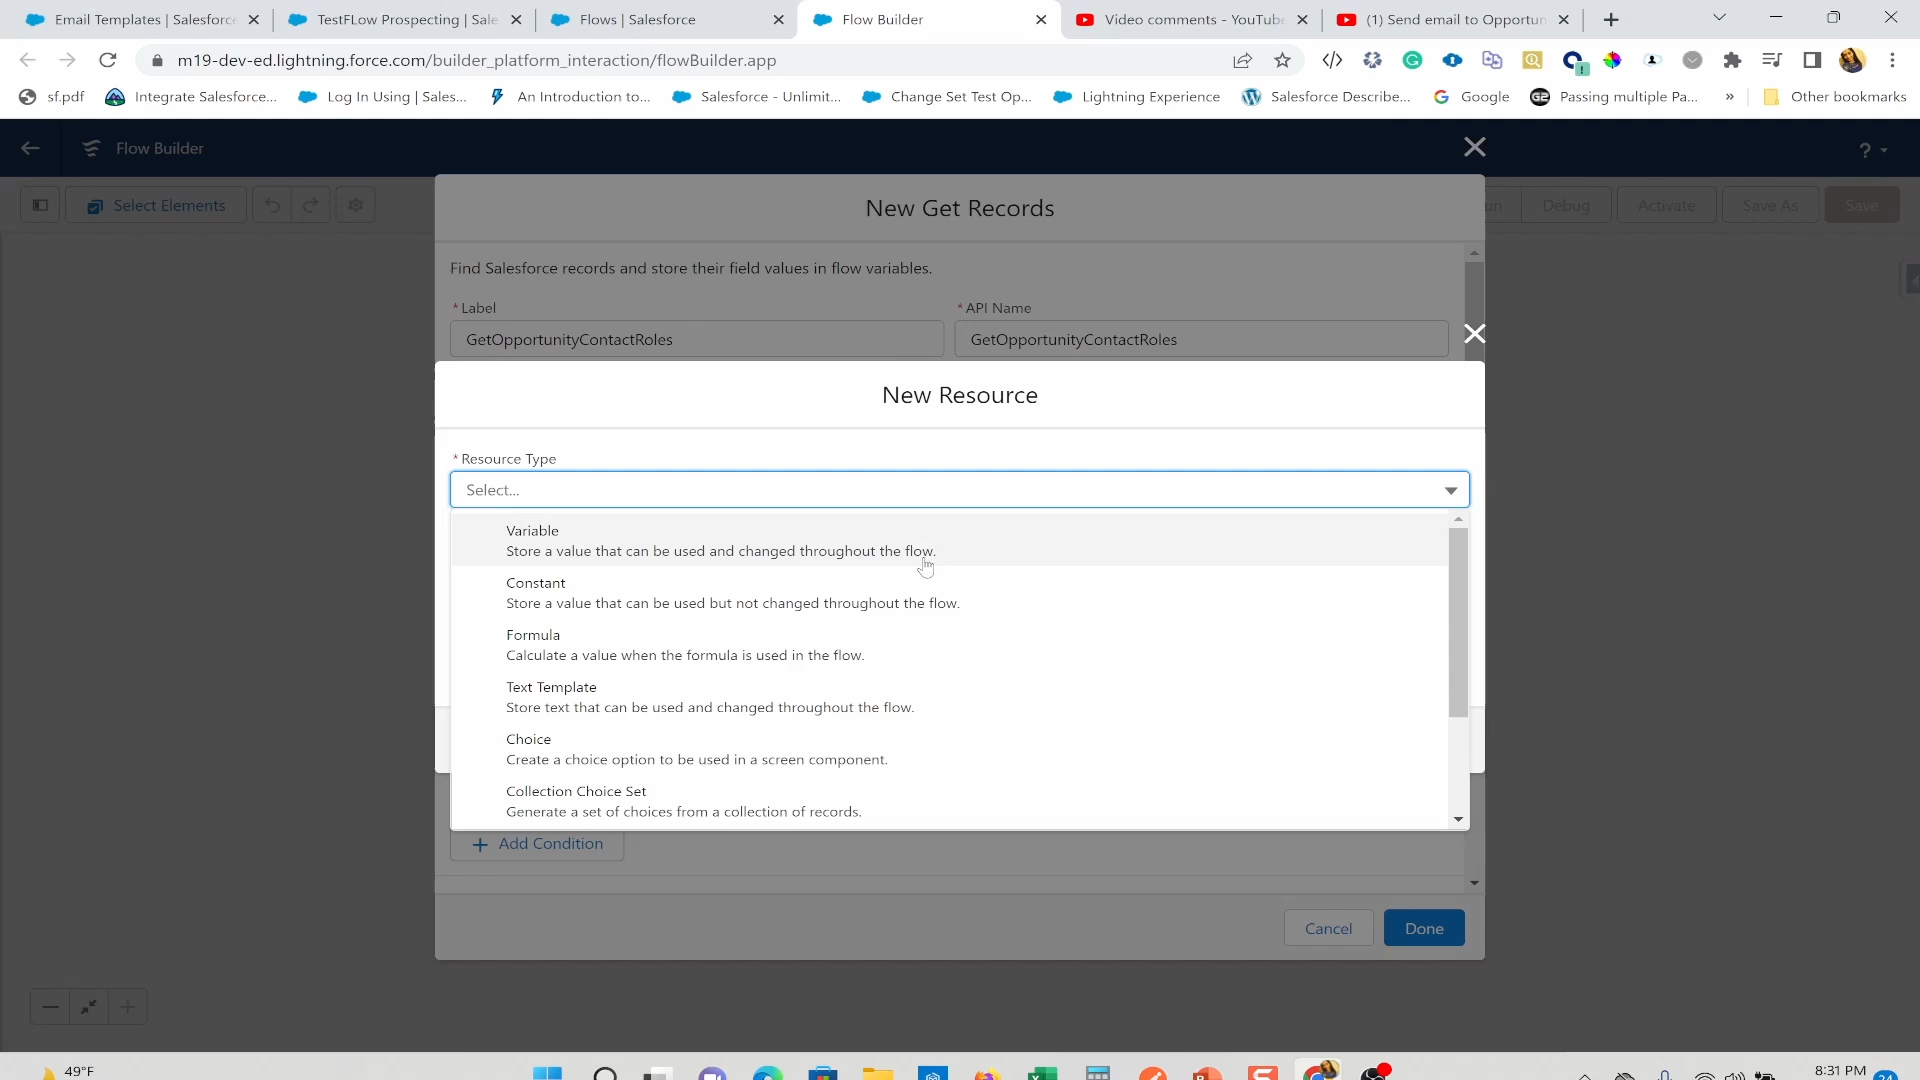 Email Templates | Salesforce
TestFLow Prospecting | Sale
Flows | Salesforce
Flow Builder
Video comments - YouTube
(1) Send email to Opportun
m19-dev-ed.lightning.force.com/builder_platform_interaction/flowBuilder.app
sf.pdf
Integrate Salesforce...
Log In Using | Sales...
An Introduction to...
Salesforce - Unlimit...
Change Set Test Op...
Lightning Experience
Salesforce Describe...
Google
Passing multiple Pa...
»
Other bookmarks
Flow Builder
?
Select Elements
un
Debug
Activate
Save As
Save
New Get Records
Find Salesforce records and store their field values in flow variables.
* Label
* API Name
GetOpportunityContactRoles
GetOpportunityContactRoles
New Resource
* Resource Type
Select...
Variable
Store a value that can be used and changed throughout the flow.
Constant
Store a value that can be used but not changed throughout the flow.
Formula
Calculate a value when the formula is used in the flow.
Text Template
Store text that can be used and changed throughout the flow.
Choice
Create a choice option to be used in a screen component.
Collection Choice Set
Generate a set of choices from a collection of records.
+ Add Condition
Cancel
Done
49°F
8:31 PM
24